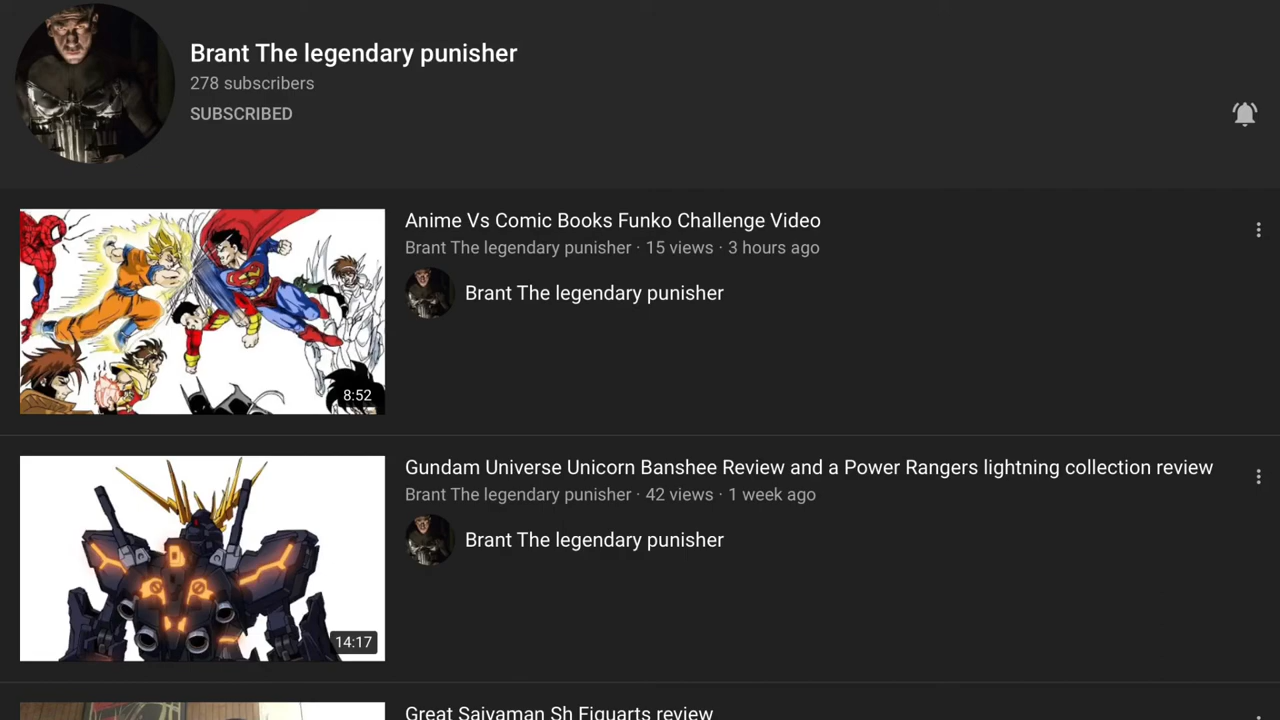 Brant The legendary punisher
278 subscribers
SUBSCRIBED
Anime Vs Comic Books Funko Challenge Video
Brant The legendary punisher · 15 views · 3 hours ago
Brant The legendary punisher
8:52
Gundam Universe Unicorn Banshee Review and a Power Rangers lightning collection review
Brant The legendary punisher · 42 views · 1 week ago
Brant The legendary punisher
14:17
Great Saiyaman Sh Figuarts review